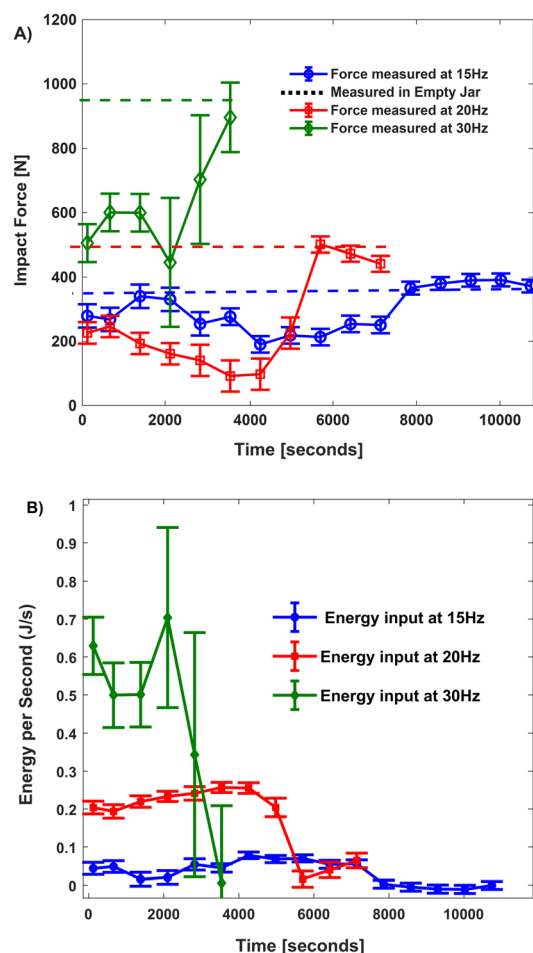 A)
1200
1000
800
600
400
200
0
Impact Force [N]
Force measured at 15Hz
Measured in Empty Jar
Force measured at 20Hz
Force measured at 30Hz
0 2000 4000 6000 8000 10000
Time [seconds]
B)
1
0.9
0.8
0.7
0.6
0.5
0.4
0.3
0.2
0.1
0
Energy per Second (J/s)
Energy input at 15Hz
Energy input at 20Hz
Energy input at 30Hz
0 2000 4000 6000 8000 10000
Time [seconds]